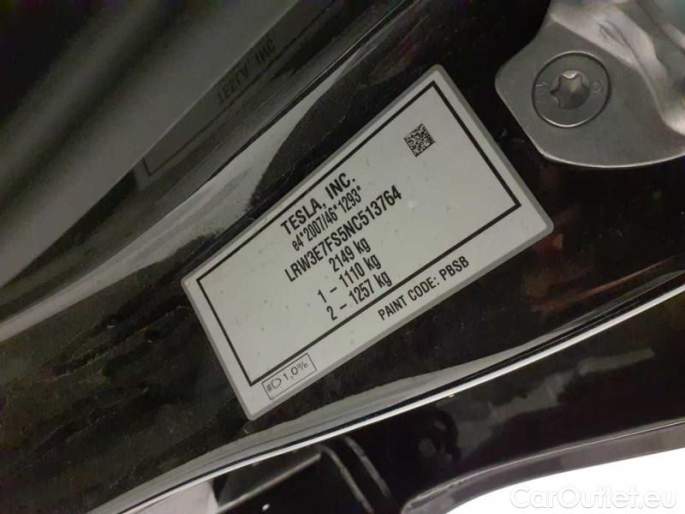 TESLA, INC.
e4*2007/46*1293*
LRW3E7FS5NC513764
2149 kg
1 – 1110 kg
2 – 1257 kg
PAINT CODE: PBSB
1,0%
CarOutlet.eu